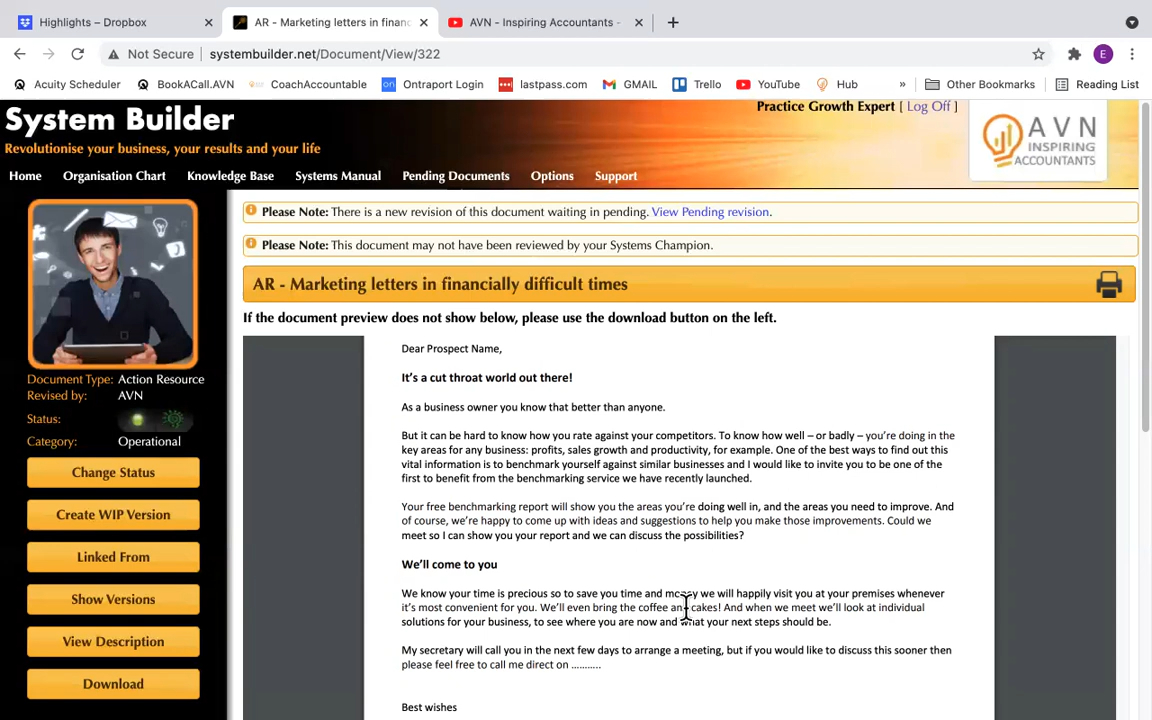 Highlights – Dropbox
AR - Marketing letters in financ
AVN - Inspiring Accountants -
Not Secure
systembuilder.net/Document/View/322
E
Acuity Scheduler
BookACall.AVN
CoachAccountable
on
Ontraport Login
lastpass.com
GMAIL
Trello
YouTube
Hub
»
Other Bookmarks
Reading List
System Builder
Revolutionise your business, your results and your life
Practice Growth Expert [ Log Off ]
AVN
INSPIRING
ACCOUNTANTS
Home
Organisation Chart
Knowledge Base
Systems Manual
Pending Documents
Options
Support
Please Note: There is a new revision of this document waiting in pending. View Pending revision.
Please Note: This document may not have been reviewed by your Systems Champion.
AR - Marketing letters in financially difficult times
If the document preview does not show below, please use the download button on the left.
Document Type: Action Resource
Revised by: AVN
Status:
Category: Operational
Change Status
Create WIP Version
Linked From
Show Versions
View Description
Download
Dear Prospect Name,
It's a cut throat world out there!
As a business owner you know that better than anyone.
But it can be hard to know how you rate against your competitors. To know how well – or badly – you're doing in the
key areas for any business: profits, sales growth and productivity, for example. One of the best ways to find out this
vital information is to benchmark yourself against similar businesses and I would like to invite you to be one of the
first to benefit from the benchmarking service we have recently launched.
Your free benchmarking report will show you the areas you're doing well in, and the areas you need to improve. And
of course, we're happy to come up with ideas and suggestions to help you make those improvements. Could we
meet so I can show you your report and we can discuss the possibilities?
We'll come to you
We know your time is precious so to save you time and money we will happily visit you at your premises whenever
it's most convenient for you. We'll even bring the coffee and cakes! And when we meet we'll look at individual
solutions for your business, to see where you are now and what your next steps should be.
My secretary will call you in the next few days to arrange a meeting, but if you would like to discuss this sooner then
please feel free to call me direct on ...........
Best wishes